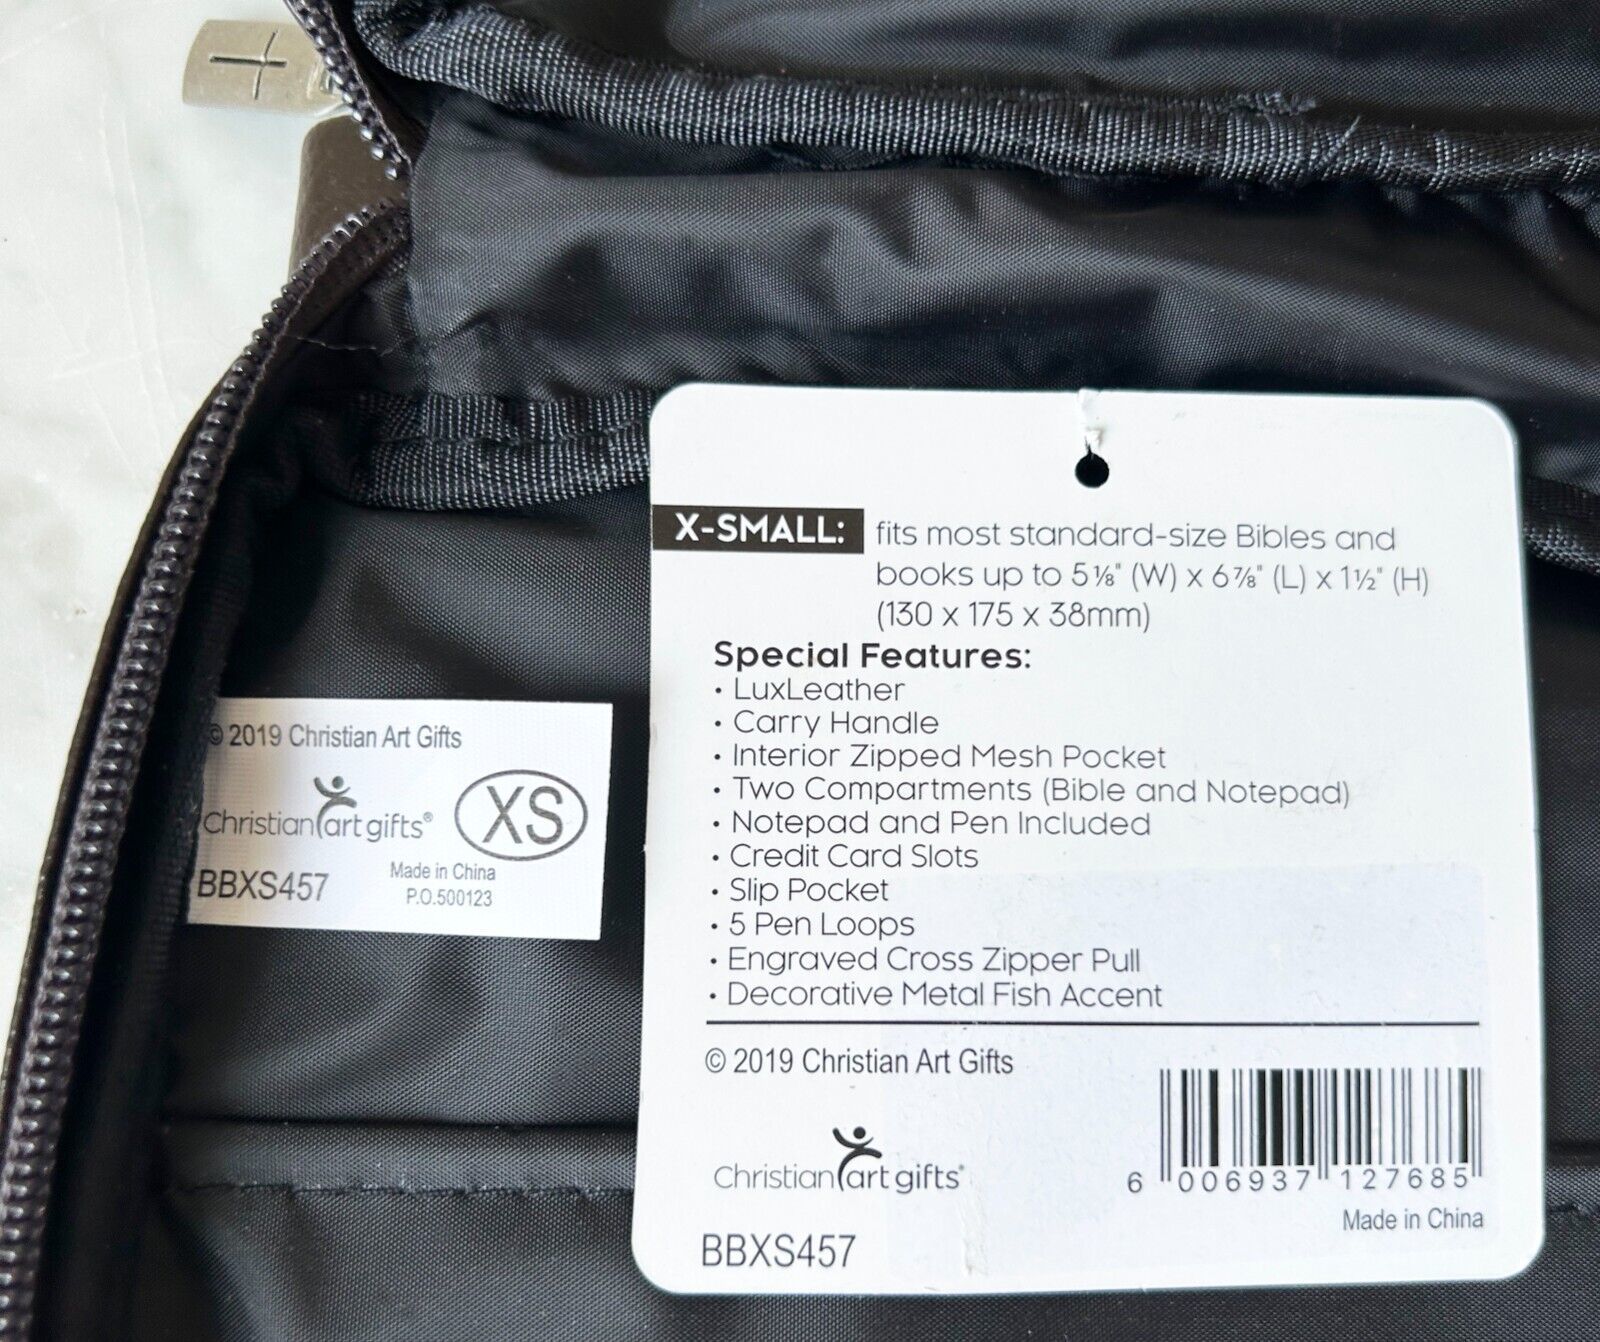 X-SMALL: fits most standard-size Bibles and
books up to 5⅛" (W) x 6⅞" (L) x 1½" (H)
(130 x 175 x 38mm)
Special Features:
• LuxLeather
• Carry Handle
• Interior Zipped Mesh Pocket
• Two Compartments (Bible and Notepad)
• Notepad and Pen Included
• Credit Card Slots
• Slip Pocket
• 5 Pen Loops
• Engraved Cross Zipper Pull
• Decorative Metal Fish Accent
© 2019 Christian Art Gifts
Christian art gifts®
6 006937 127685
Made in China
BBXS457
© 2019 Christian Art Gifts
Christian art gifts® XS
BBXS457 Made in China
P.O.500123